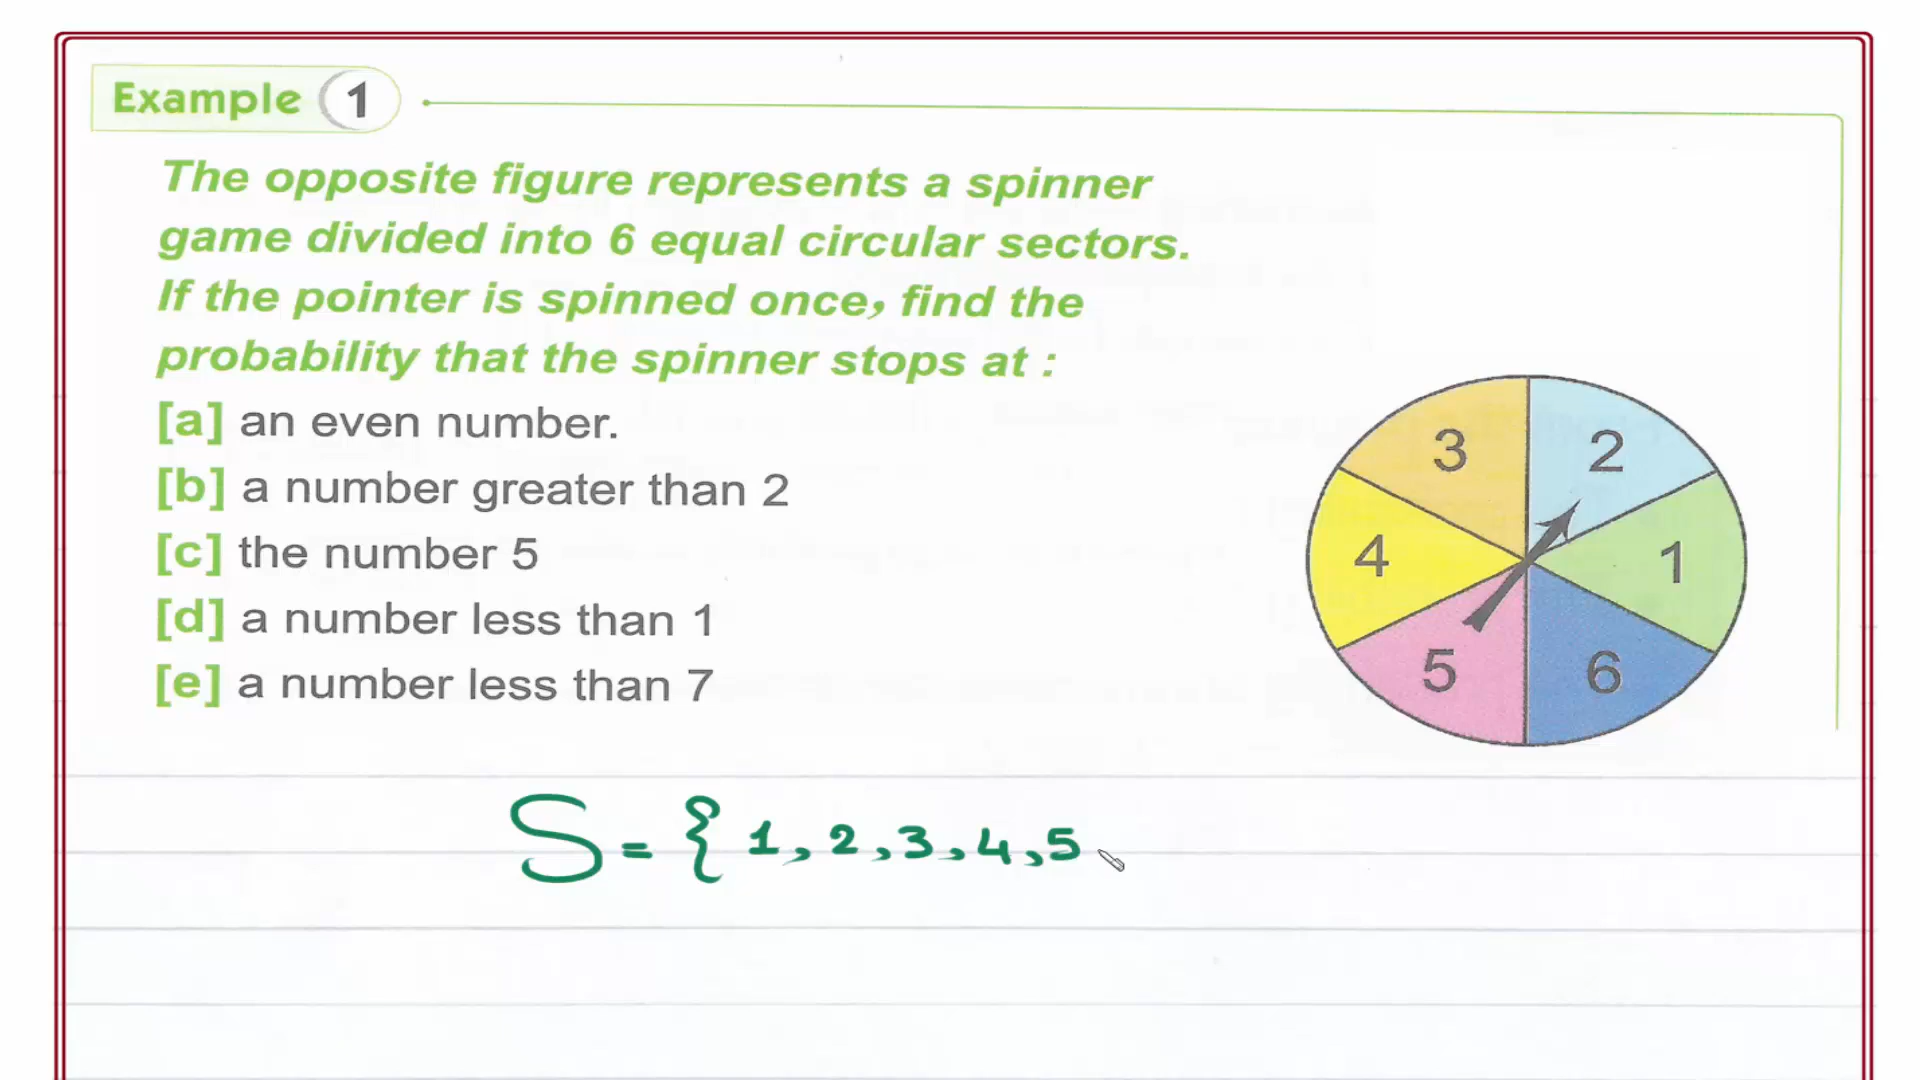 Example 1
The opposite figure represents a spinner
game divided into 6 equal circular sectors.
If the pointer is spinned once, find the
probability that the spinner stops at :
[a] an even number.
[b] a number greater than 2
[c] the number 5
[d] a number less than 1
[e] a number less than 7
3 2
4 1
5 6
S = { 1, 2, 3, 4, 5